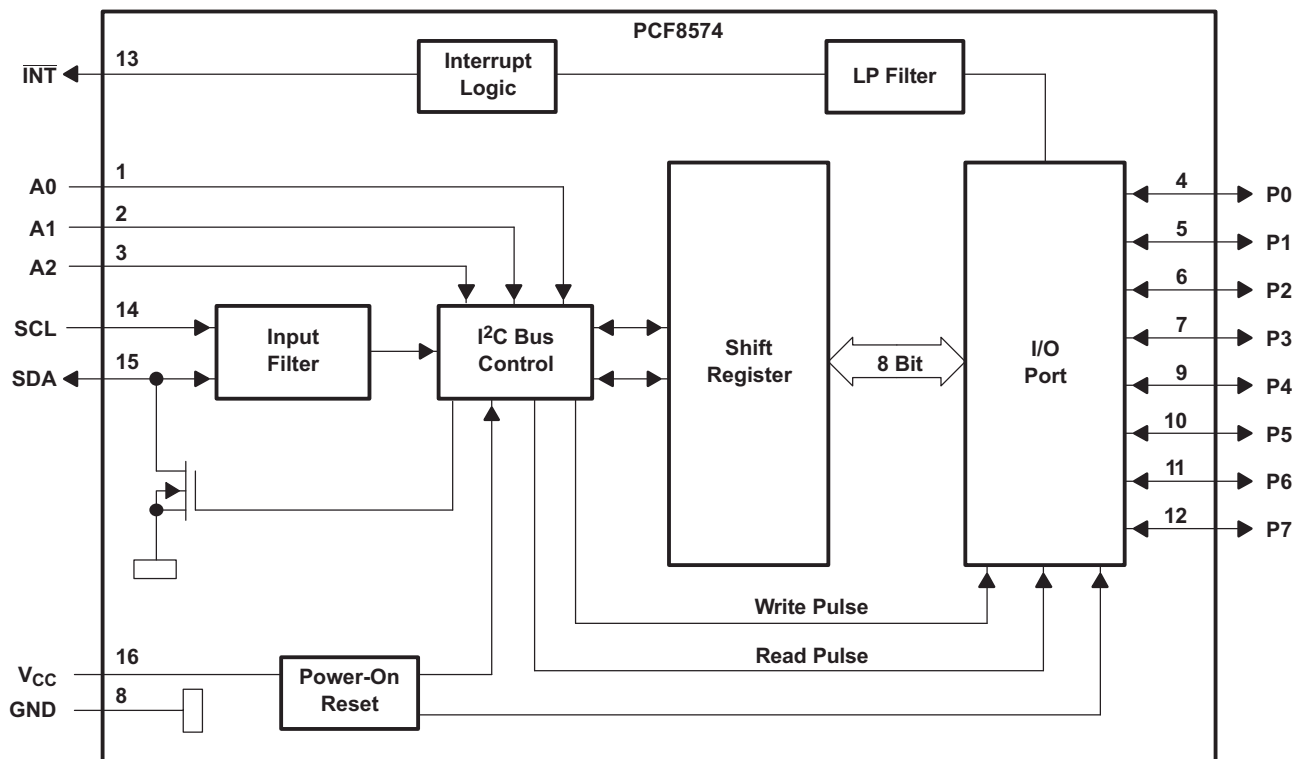 PCF8574
INT
13
Interrupt
Logic
LP Filter
A0
1
A1
2
A2
3
SCL
14
SDA
15
Input
Filter
I²C Bus
Control
Shift
Register
8 Bit
I/O
Port
4
P0
5
P1
6
P2
7
P3
9
P4
10
P5
11
P6
12
P7
Write Pulse
Read Pulse
VCC
16
GND
8
Power-On
Reset